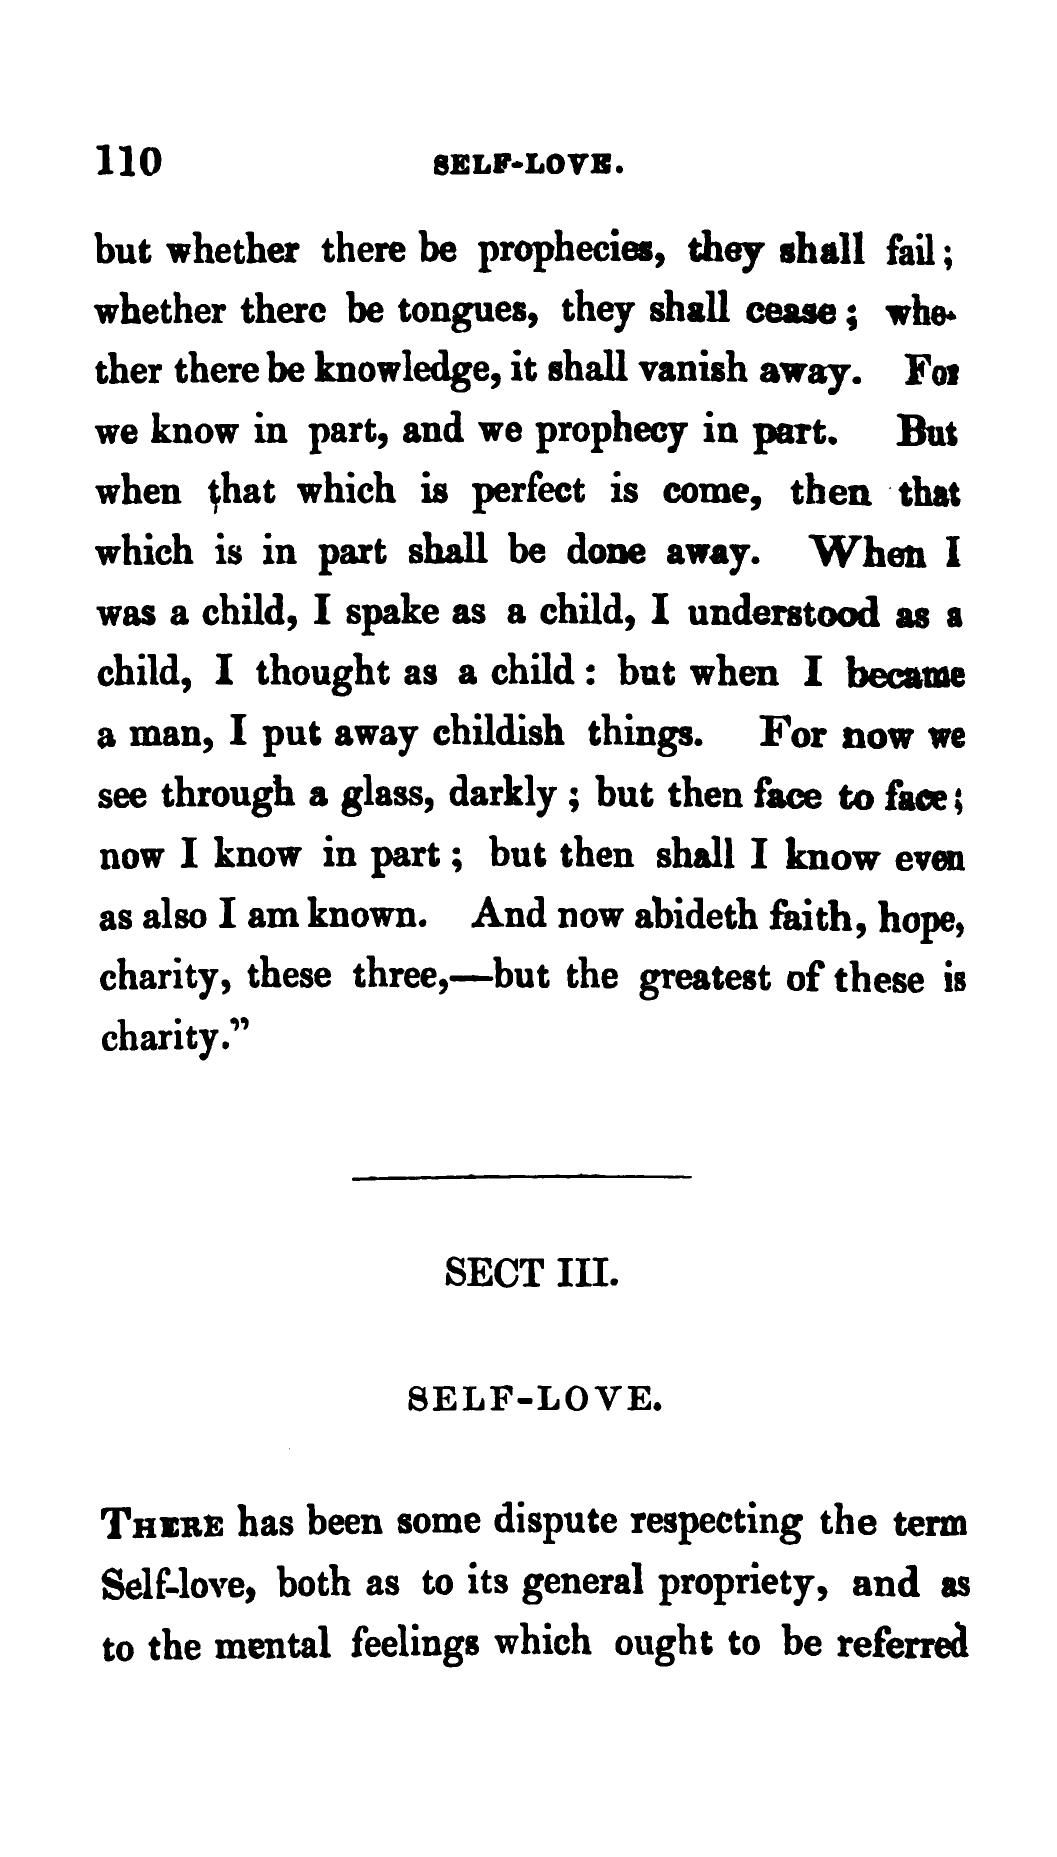 110 SELF-LOVE.
but whether there be prophecies, they shall fail;
whether there be tongues, they shall cease; whe-
ther there be knowledge, it shall vanish away. For
we know in part, and we prophecy in part. But
when that which is perfect is come, then that
which is in part shall be done away. When I
was a child, I spake as a child, I understood as a
child, I thought as a child: but when I became
a man, I put away childish things. For now we
see through a glass, darkly; but then face to face;
now I know in part; but then shall I know even
as also I am known. And now abideth faith, hope,
charity, these three,—but the greatest of these is
charity.”
SECT III.
SELF-LOVE.
THERE has been some dispute respecting the term
Self-love, both as to its general propriety, and as
to the mental feelings which ought to be referred